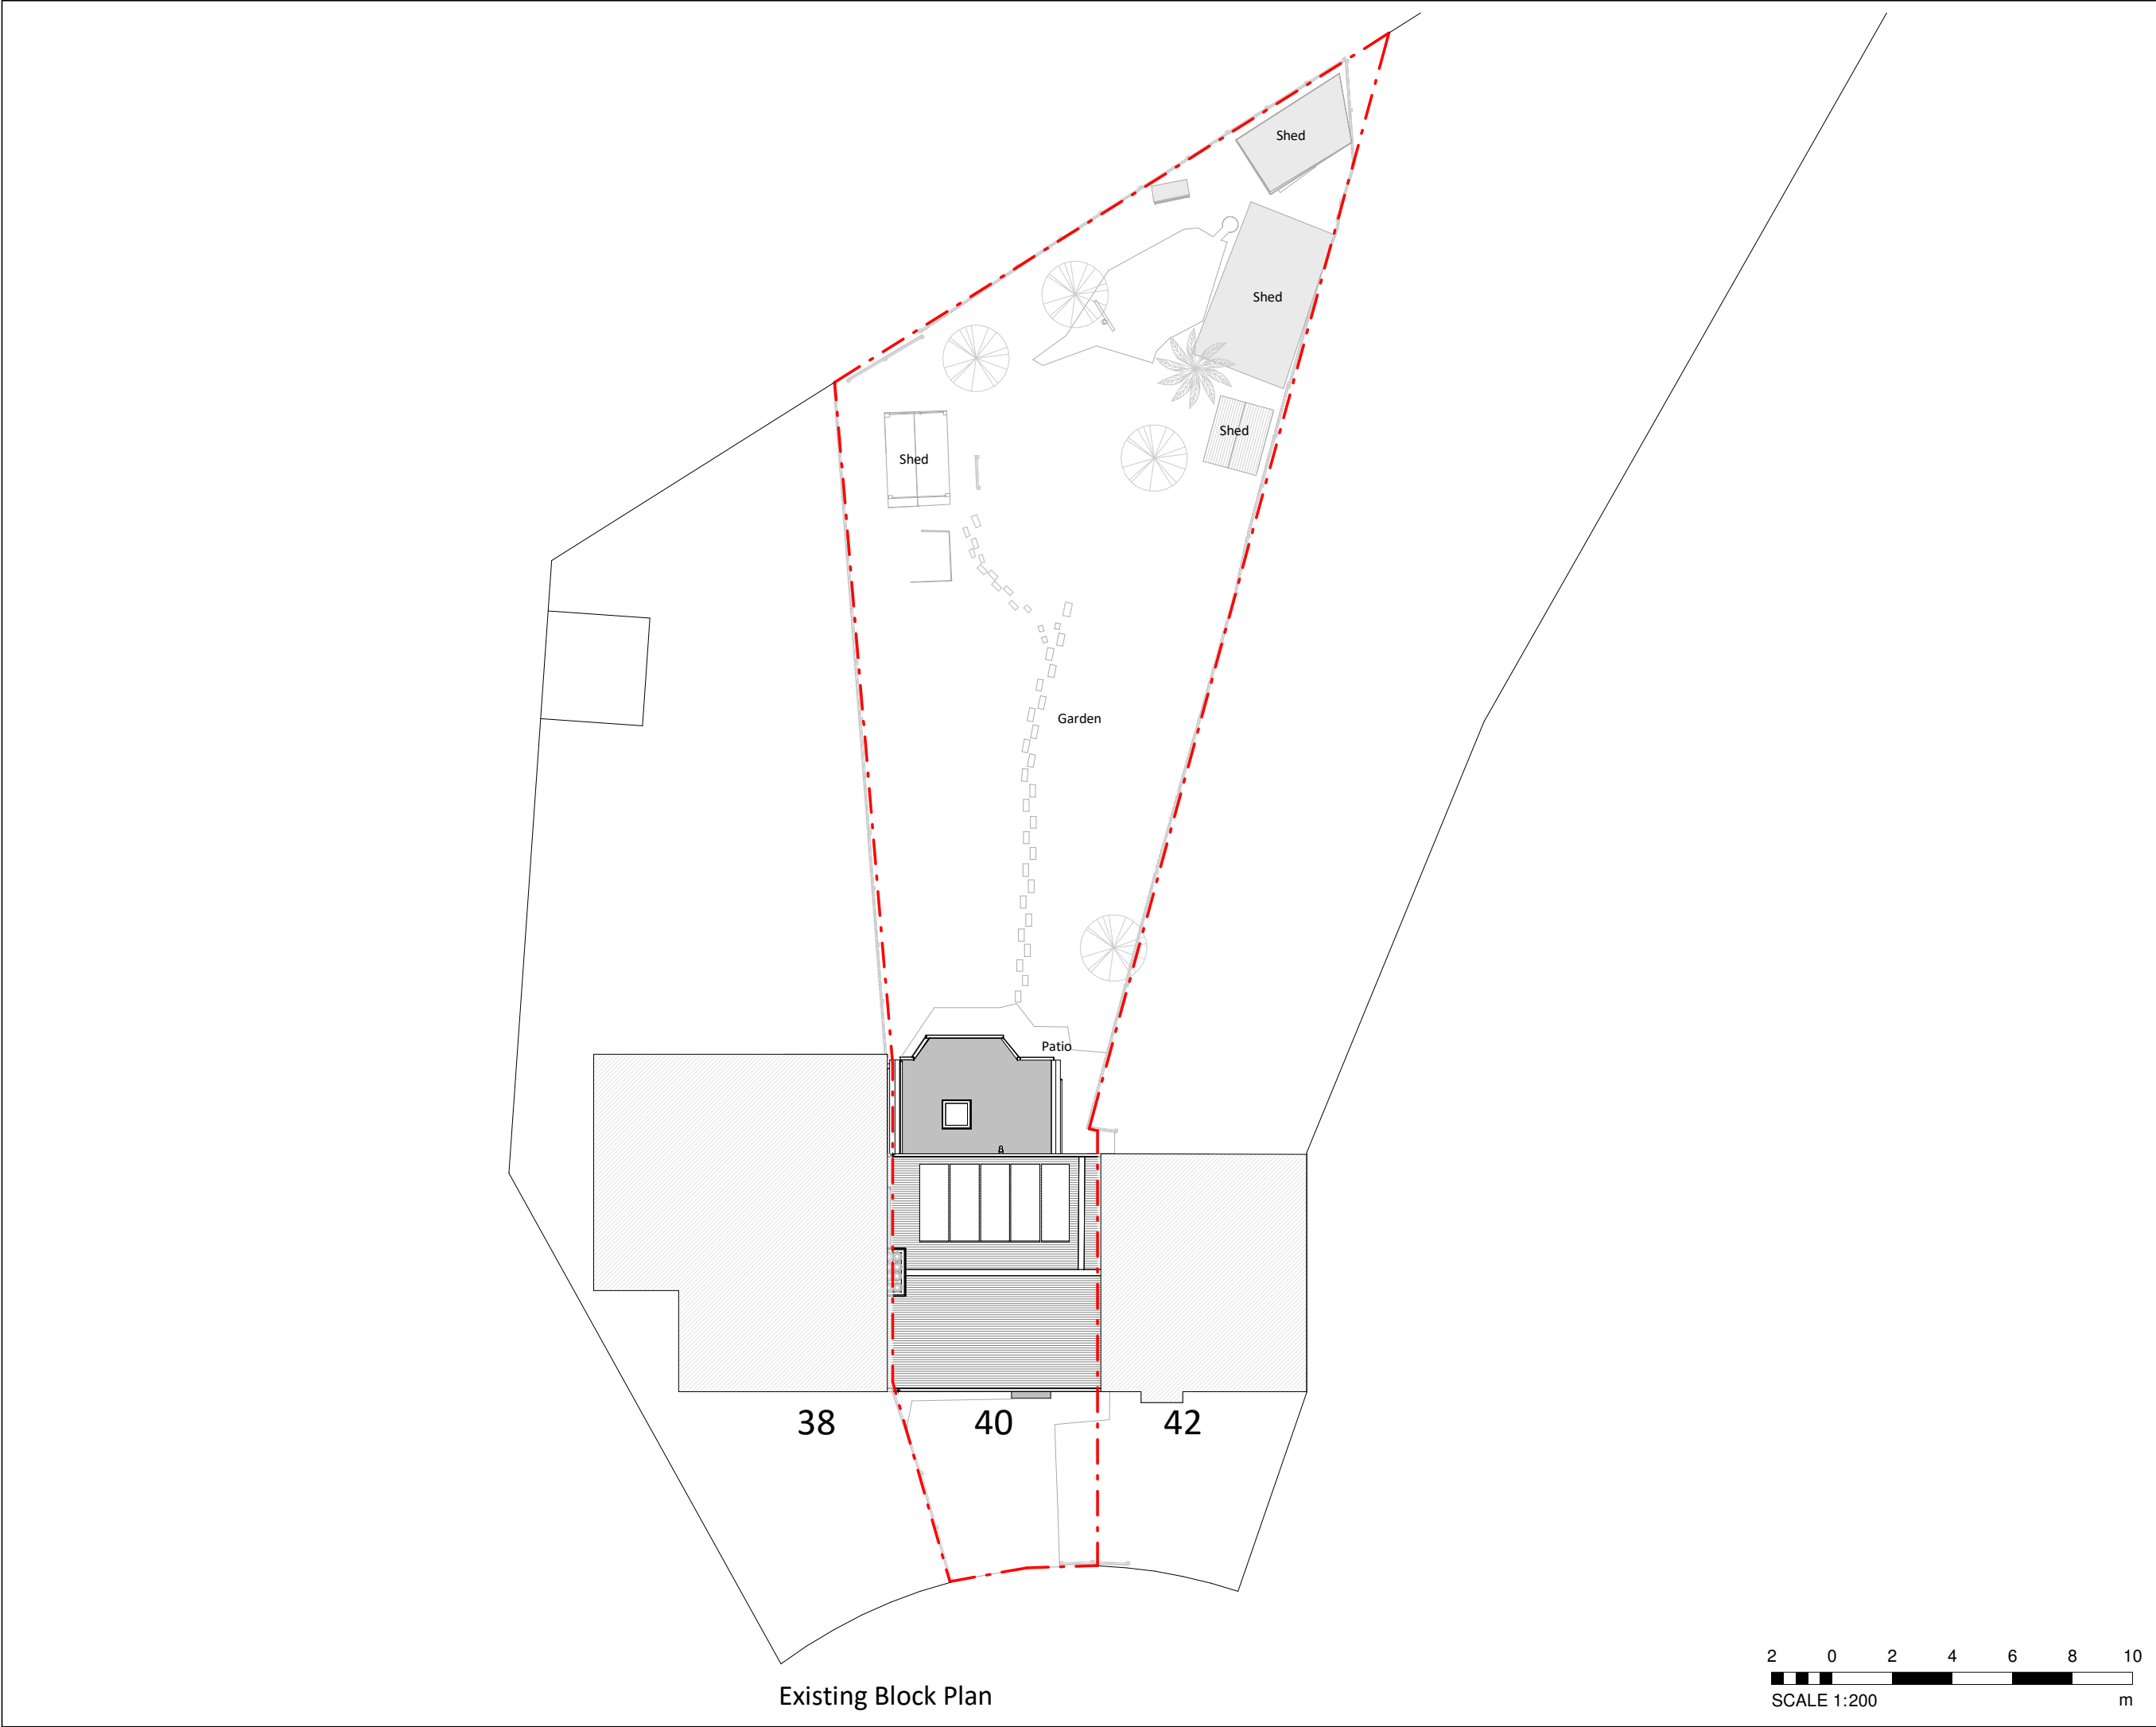 Shed
Shed
Shed
Shed
Garden
Patio
38 40 42
Existing Block Plan
2 0 2 4 6 8 10
SCALE 1:200 m